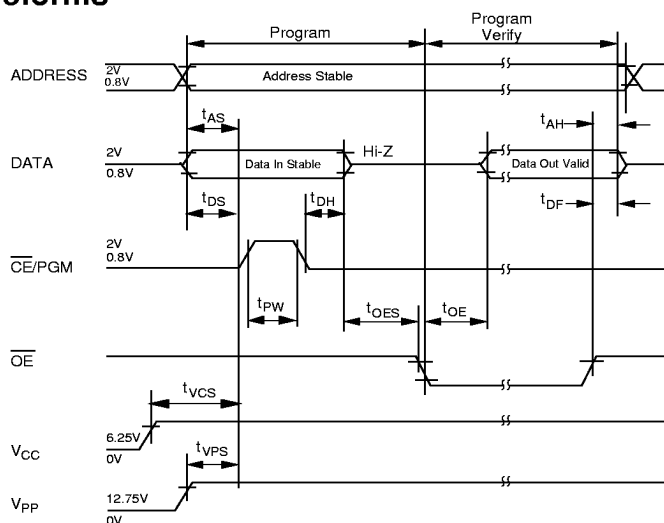 Program
Program
Verify
ADDRESS
2V
0.8V
Address Stable
tAS
tAH
DATA
2V
0.8V
Data In Stable
Hi-Z
Data Out Valid
tDS
tDH
tDF
CE/PGM
2V
0.8V
tPW
tOES
tOE
OE
tVCS
VCC
6.25V
0V
tVPS
VPP
12.75V
0V